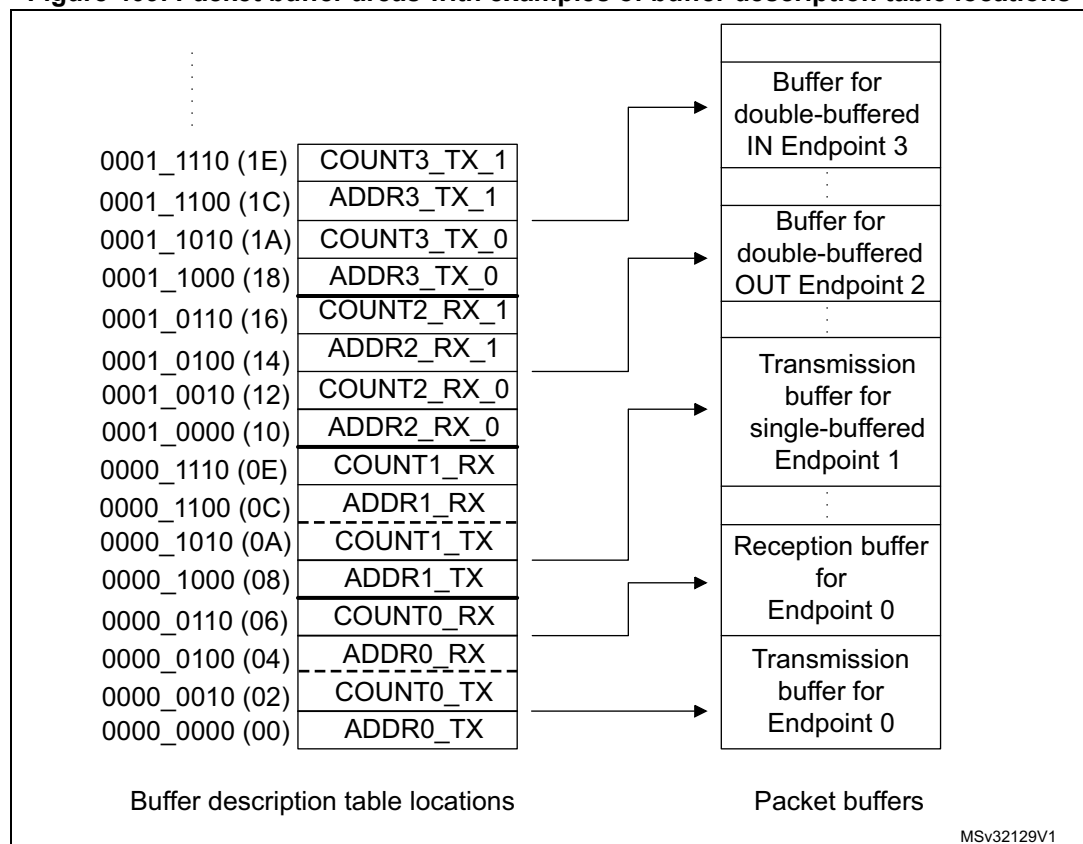 0001_1110 (1E) COUNT3_TX_1
0001_1100 (1C) ADDR3_TX_1
0001_1010 (1A) COUNT3_TX_0
0001_1000 (18) ADDR3_TX_0
0001_0110 (16) COUNT2_RX_1
0001_0100 (14) ADDR2_RX_1
0001_0010 (12) COUNT2_RX_0
0001_0000 (10) ADDR2_RX_0
0000_1110 (0E) COUNT1_RX
0000_1100 (0C) ADDR1_RX
0000_1010 (0A) COUNT1_TX
0000_1000 (08) ADDR1_TX
0000_0110 (06) COUNT0_RX
0000_0100 (04) ADDR0_RX
0000_0010 (02) COUNT0_TX
0000_0000 (00) ADDR0_TX
Buffer description table locations
Buffer for
double-buffered
IN Endpoint 3
Buffer for
double-buffered
OUT Endpoint 2
Transmission
buffer for
single-buffered
Endpoint 1
Reception buffer
for
Endpoint 0
Transmission
buffer for
Endpoint 0
Packet buffers
MSv32129V1